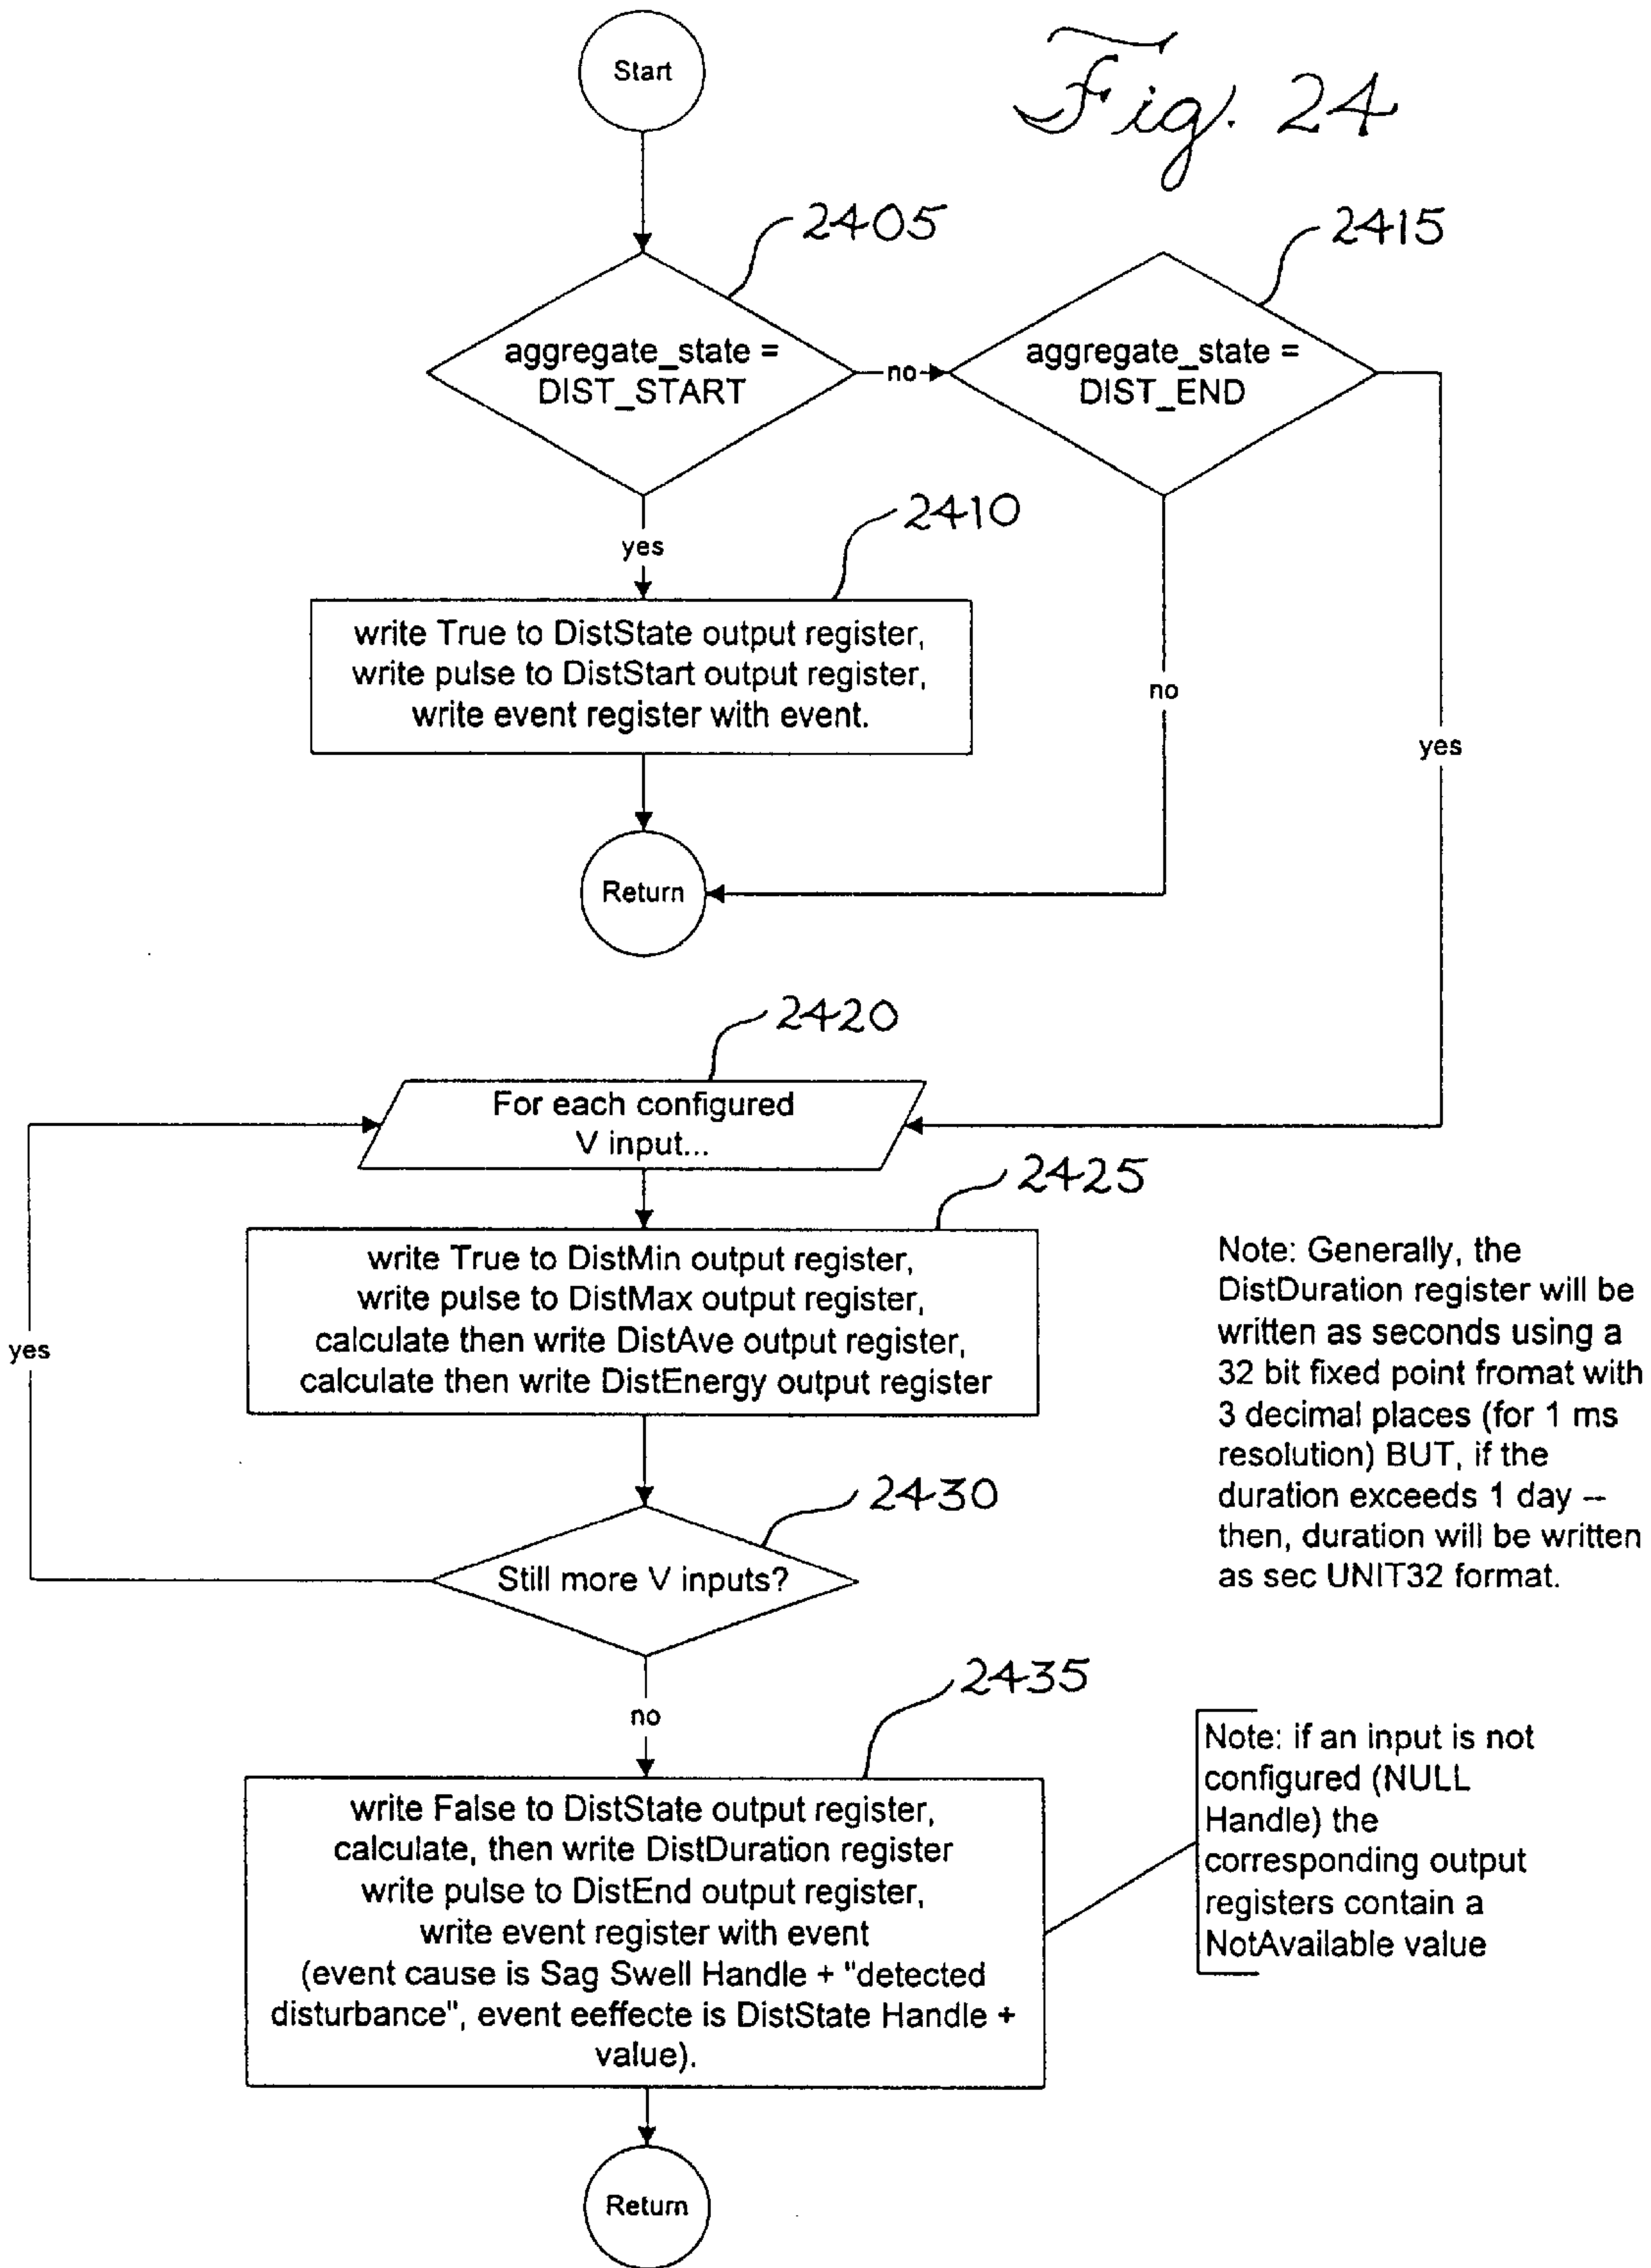 Start
Fig. 24
2405
2415
aggregate_state =
DIST_START
no
aggregate_state =
DIST_END
2410
yes
write True to DistState output register,
write pulse to DistStart output register,
write event register with event.
no
yes
Return
2420
For each configured
V input...
2425
write True to DistMin output register,
write pulse to DistMax output register,
calculate then write DistAve output register,
calculate then write DistEnergy output register
Note: Generally, the
DistDuration register will be
written as seconds using a
32 bit fixed point fromat with
3 decimal places (for 1 ms
resolution) BUT, if the
duration exceeds 1 day --
then, duration will be written
as sec UNIT32 format.
yes
2430
Still more V inputs?
no
2435
write False to DistState output register,
calculate, then write DistDuration register
write pulse to DistEnd output register,
write event register with event
(event cause is Sag Swell Handle + "detected
disturbance", event eeffecte is DistState Handle +
value).
Note: if an input is not
configured (NULL
Handle) the
corresponding output
registers contain a
NotAvailable value
Return